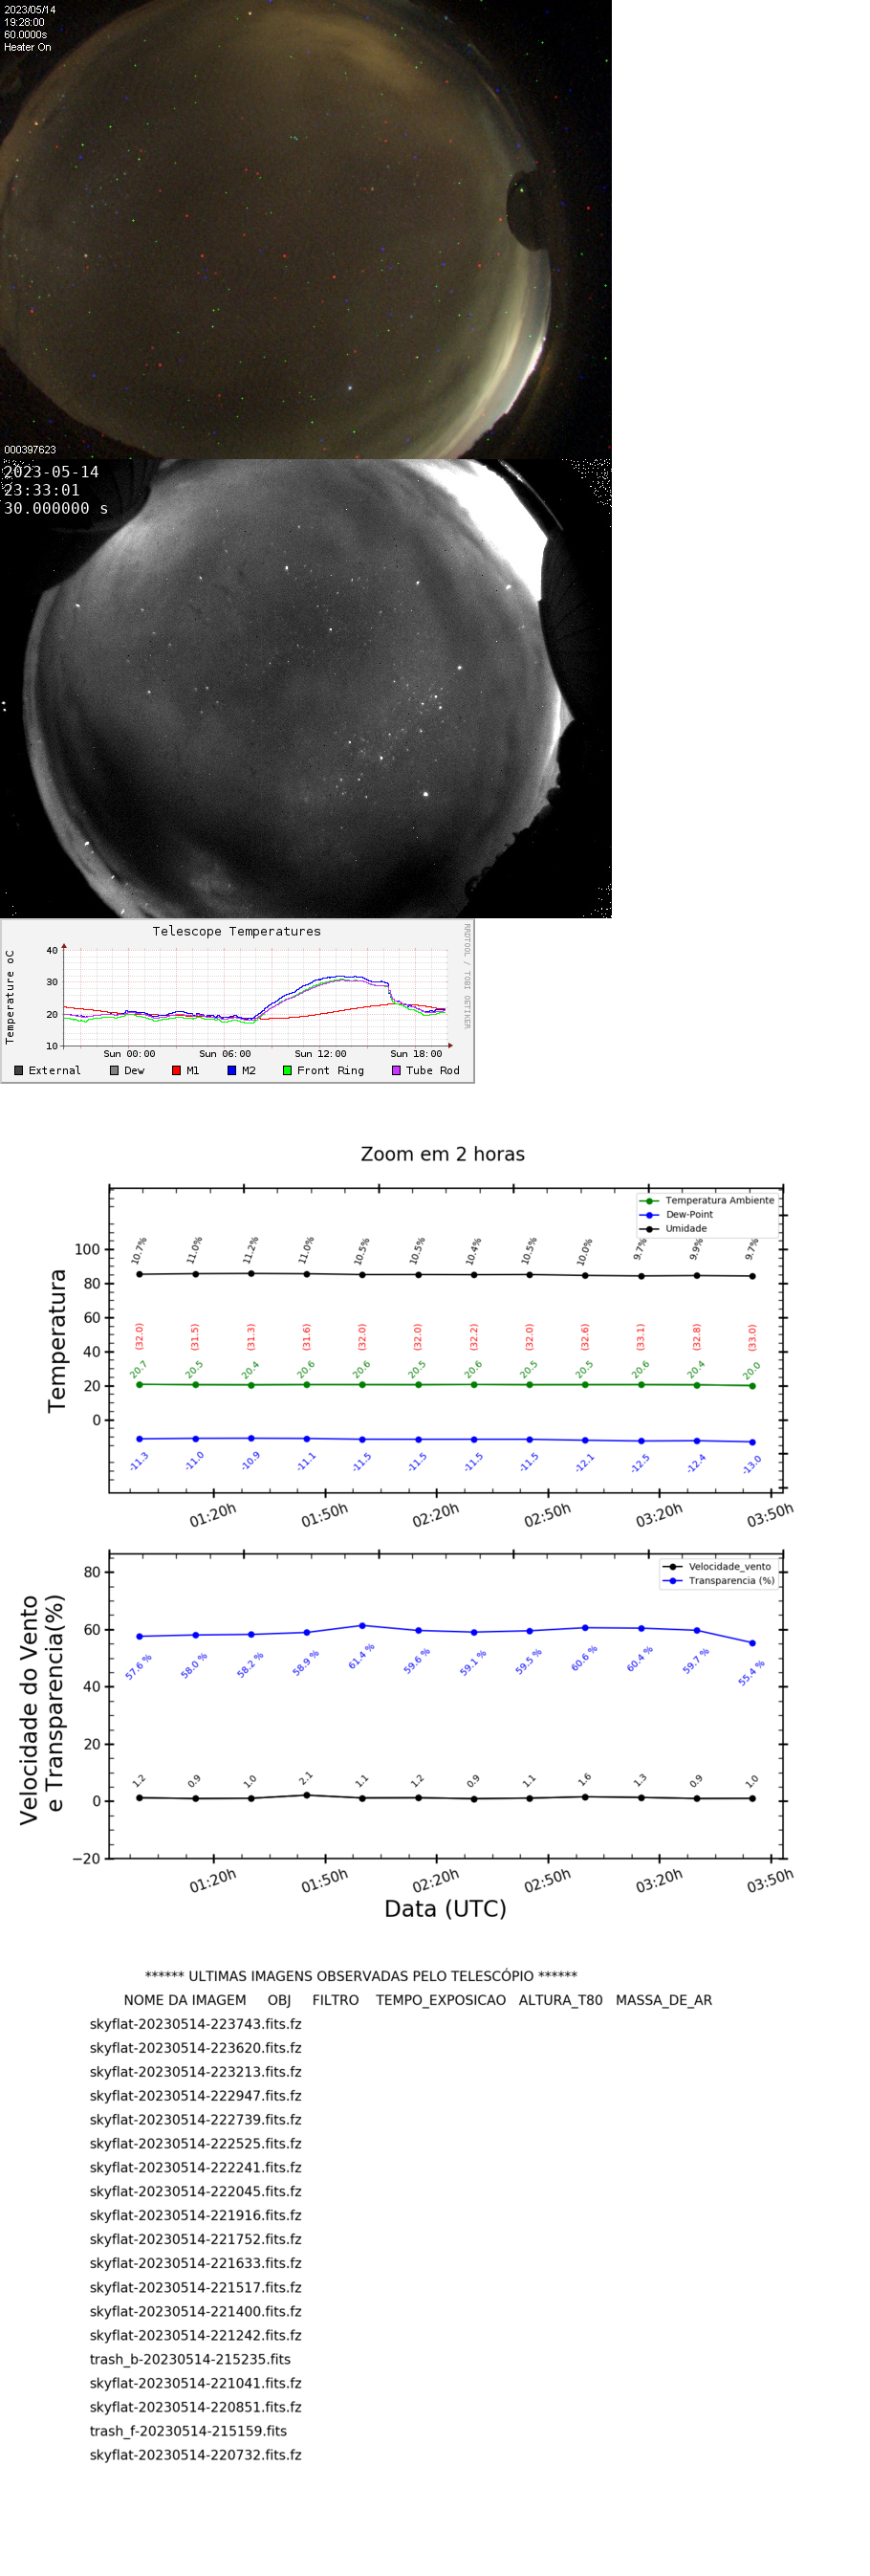 2023/05/14
19:28:00
60.0000s
Heater On
000397623
2023-05-14
23:33:01
30.000000 s
Telescope Temperatures
RRDTOOL / TOBI OETIKER
Temperature oC
40
30
20
10
Sun 00:00 Sun 06:00 Sun 12:00 Sun 18:00
External Dew M1 M2 Front Ring Tube Rod
Zoom em 2 horas
Temperatura Ambiente
Dew-Point
Umidade
Temperatura
100
80
60
40
20
0
10.7% 11.0% 11.2% 11.0% 10.5% 10.5% 10.4% 10.5% 10.0% 9.7% 9.9% 9.7%
(32.0) (31.5) (31.3) (31.6) (32.0) (32.0) (32.2) (32.0) (32.6) (33.1) (32.8) (33.0)
20.7 20.5 20.4 20.6 20.6 20.5 20.6 20.5 20.5 20.6 20.4 20.0
-11.3 -11.0 -10.9 -11.1 -11.5 -11.5 -11.5 -11.5 -12.1 -12.5 -12.4 -13.0
01:20h 01:50h 02:20h 02:50h 03:20h 03:50h
Velocidade_vento
Transparencia (%)
Velocidade do Vento
e Transparencia(%)
80
60
40
20
0
−20
57.6 % 58.0 % 58.2 % 58.9 % 61.4 % 59.6 % 59.1 % 59.5 % 60.6 % 60.4 % 59.7 % 55.4 %
1.2 0.9 1.0 2.1 1.1 1.2 0.9 1.1 1.6 1.3 0.9 1.0
01:20h 01:50h 02:20h 02:50h 03:20h 03:50h
Data (UTC)
****** ULTIMAS IMAGENS OBSERVADAS PELO TELESCÓPIO ******
NOME DA IMAGEM OBJ FILTRO TEMPO_EXPOSICAO ALTURA_T80 MASSA_DE_AR
skyflat-20230514-223743.fits.fz
skyflat-20230514-223620.fits.fz
skyflat-20230514-223213.fits.fz
skyflat-20230514-222947.fits.fz
skyflat-20230514-222739.fits.fz
skyflat-20230514-222525.fits.fz
skyflat-20230514-222241.fits.fz
skyflat-20230514-222045.fits.fz
skyflat-20230514-221916.fits.fz
skyflat-20230514-221752.fits.fz
skyflat-20230514-221633.fits.fz
skyflat-20230514-221517.fits.fz
skyflat-20230514-221400.fits.fz
skyflat-20230514-221242.fits.fz
trash_b-20230514-215235.fits
skyflat-20230514-221041.fits.fz
skyflat-20230514-220851.fits.fz
trash_f-20230514-215159.fits
skyflat-20230514-220732.fits.fz